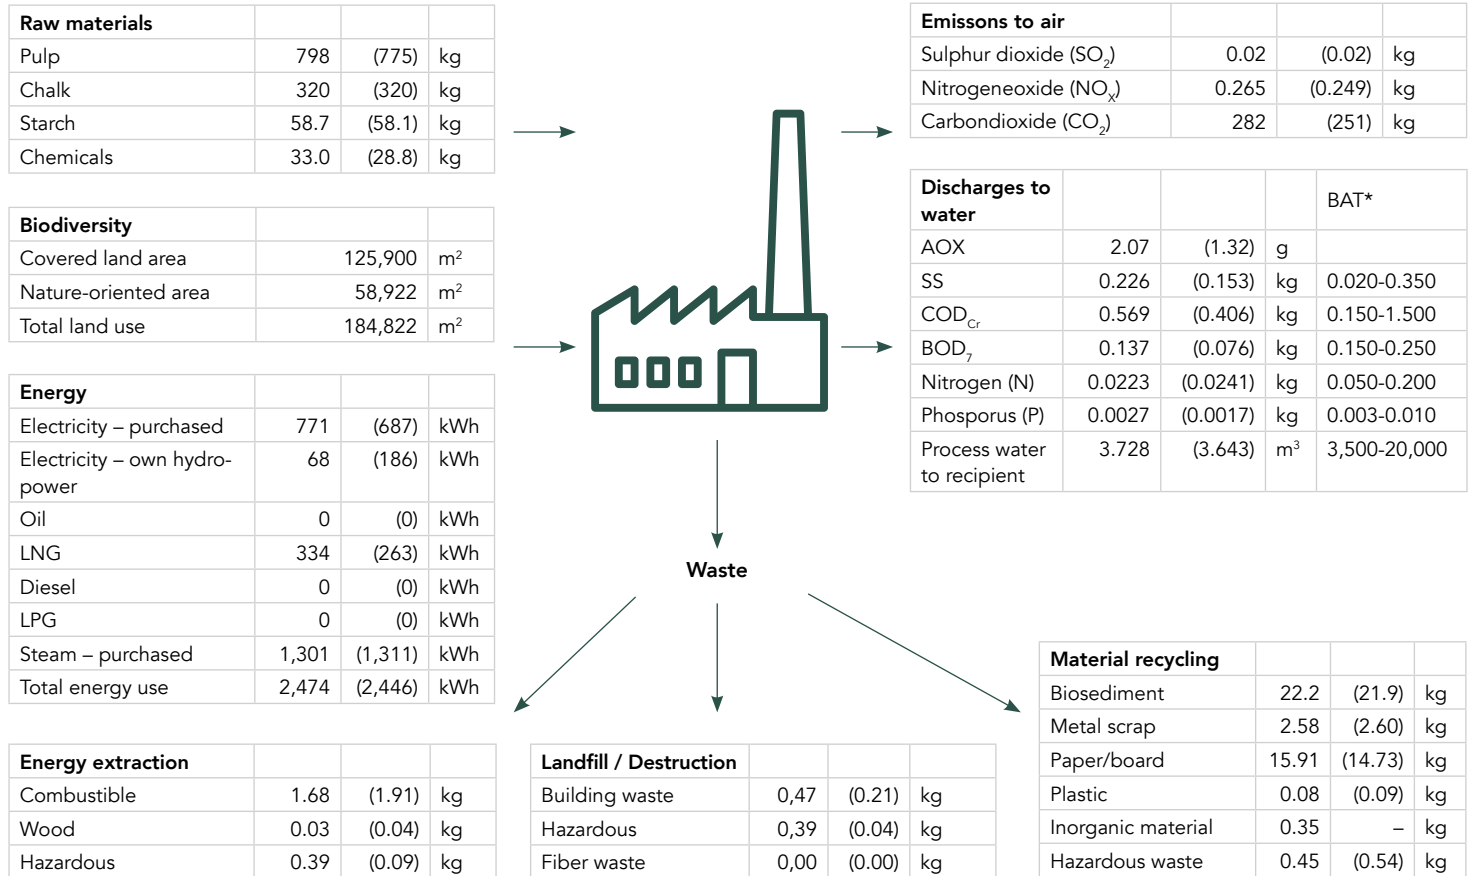 Raw materials
Pulp 798 (775) kg
Chalk 320 (320) kg
Starch 58.7 (58.1) kg
Chemicals 33.0 (28.8) kg
Biodiversity
Covered land area 125,900 m²
Nature-oriented area 58,922 m²
Total land use 184,822 m²
Energy
Electricity – purchased 771 (687) kWh
Electricity – own hydro- 68 (186) kWh
power
Oil 0 (0) kWh
LNG 334 (263) kWh
Diesel 0 (0) kWh
LPG 0 (0) kWh
Steam – purchased 1,301 (1,311) kWh
Total energy use 2,474 (2,446) kWh
Emissons to air
Sulphur dioxide (SO₂) 0.02 (0.02) kg
Nitrogeneoxide (NOX) 0.265 (0.249) kg
Carbondioxide (CO₂) 282 (251) kg
Discharges to
water BAT*
AOX 2.07 (1.32) g
SS 0.226 (0.153) kg 0.020-0.350
CODCr 0.569 (0.406) kg 0.150-1.500
BOD₇ 0.137 (0.076) kg 0.150-0.250
Nitrogen (N) 0.0223 (0.0241) kg 0.050-0.200
Phosporus (P) 0.0027 (0.0017) kg 0.003-0.010
Process water 3.728 (3.643) m³ 3,500-20,000
to recipient
Waste
Energy extraction
Combustible 1.68 (1.91) kg
Wood 0.03 (0.04) kg
Hazardous 0.39 (0.09) kg
Landfill / Destruction
Building waste 0,47 (0.21) kg
Hazardous 0,39 (0.04) kg
Fiber waste 0,00 (0.00) kg
Material recycling
Biosediment 22.2 (21.9) kg
Metal scrap 2.58 (2.60) kg
Paper/board 15.91 (14.73) kg
Plastic 0.08 (0.09) kg
Inorganic material 0.35 – kg
Hazardous waste 0.45 (0.54) kg